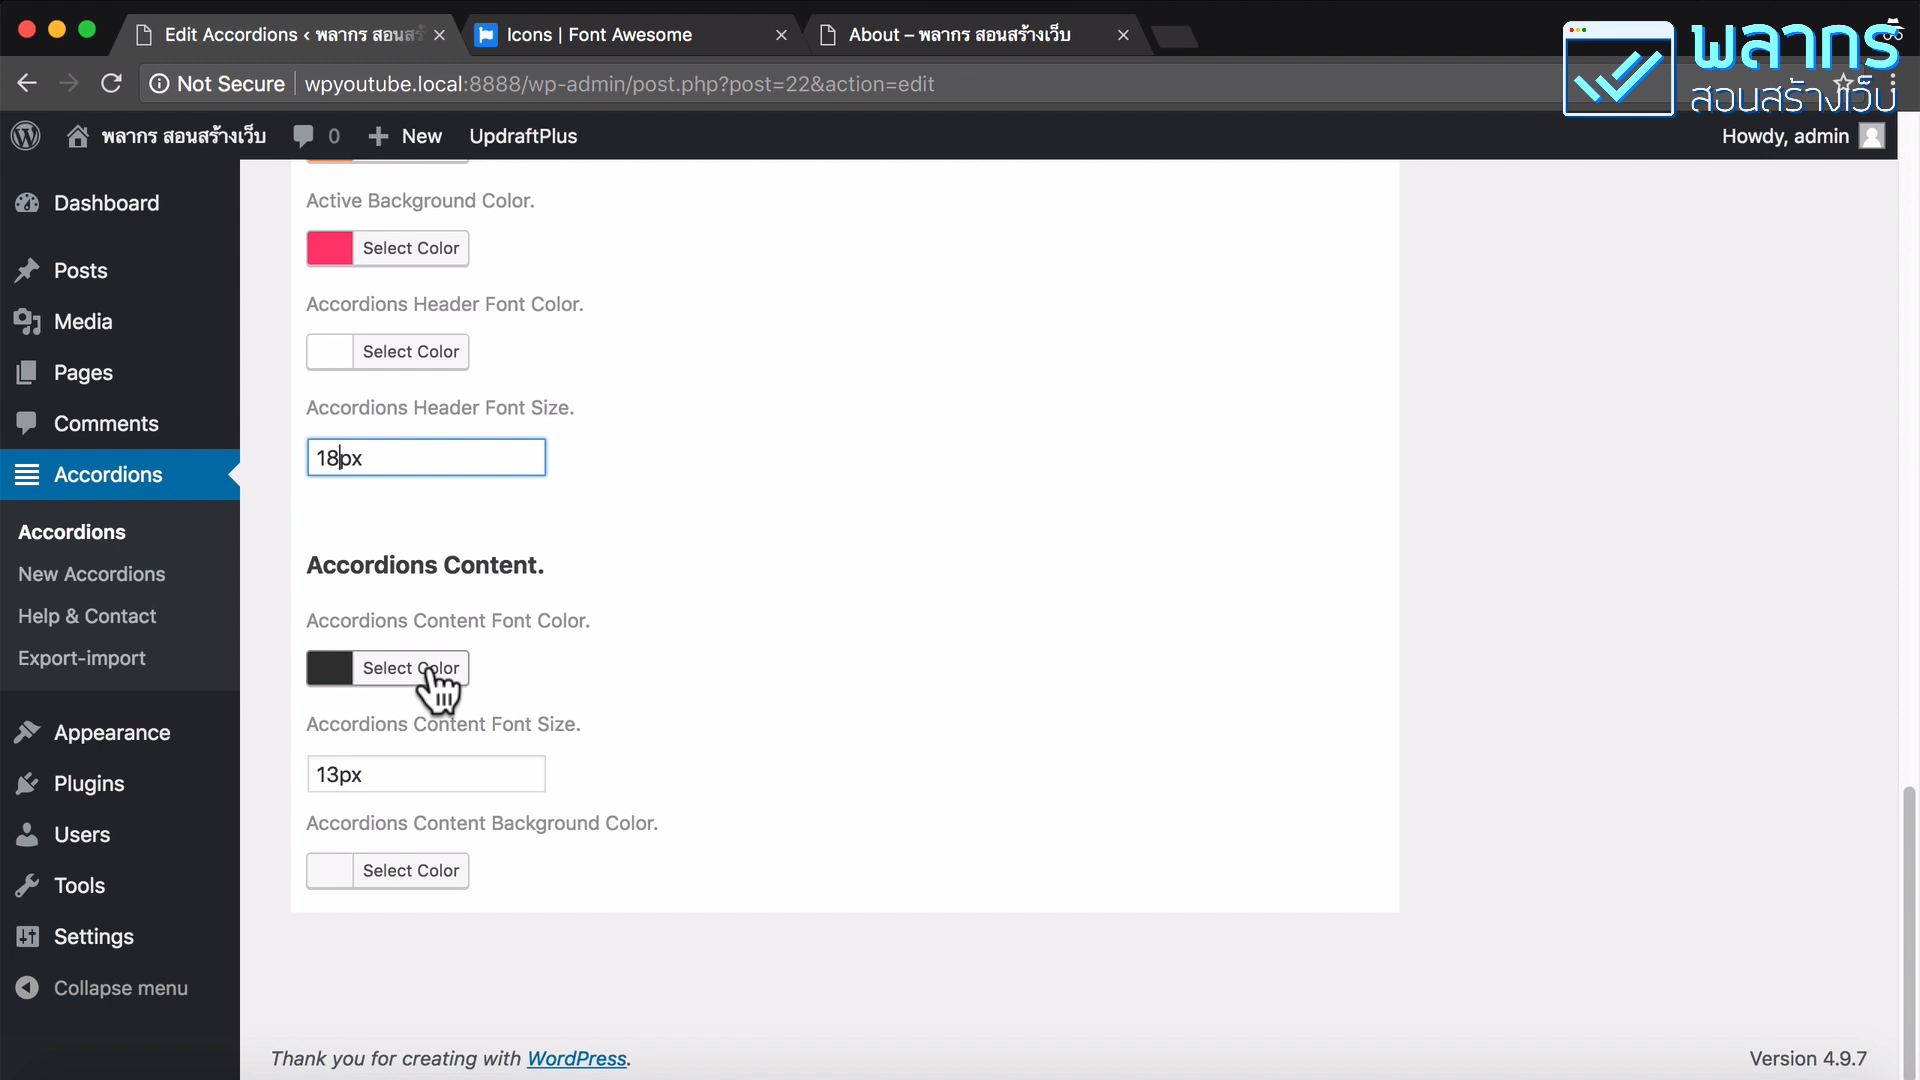 Edit Accordions ‹ พลากร สอนสร้
Icons | Font Awesome
About – พลากร สอนสร้างเว็บ
พลากร
สอนสร้างเว็บ
Not Secure
wpyoutube.local:8888/wp-admin/post.php?post=22&action=edit
พลากร สอนสร้างเว็บ
0
New
UpdraftPlus
Howdy, admin
Dashboard
Posts
Media
Pages
Comments
Accordions
Accordions
New Accordions
Help & Contact
Export-import
Appearance
Plugins
Users
Tools
Settings
Collapse menu
Active Background Color.
Select Color
Accordions Header Font Color.
Select Color
Accordions Header Font Size.
18px
Accordions Content.
Accordions Content Font Color.
Select Color
Accordions Content Font Size.
13px
Accordions Content Background Color.
Select Color
Thank you for creating with WordPress.
Version 4.9.7